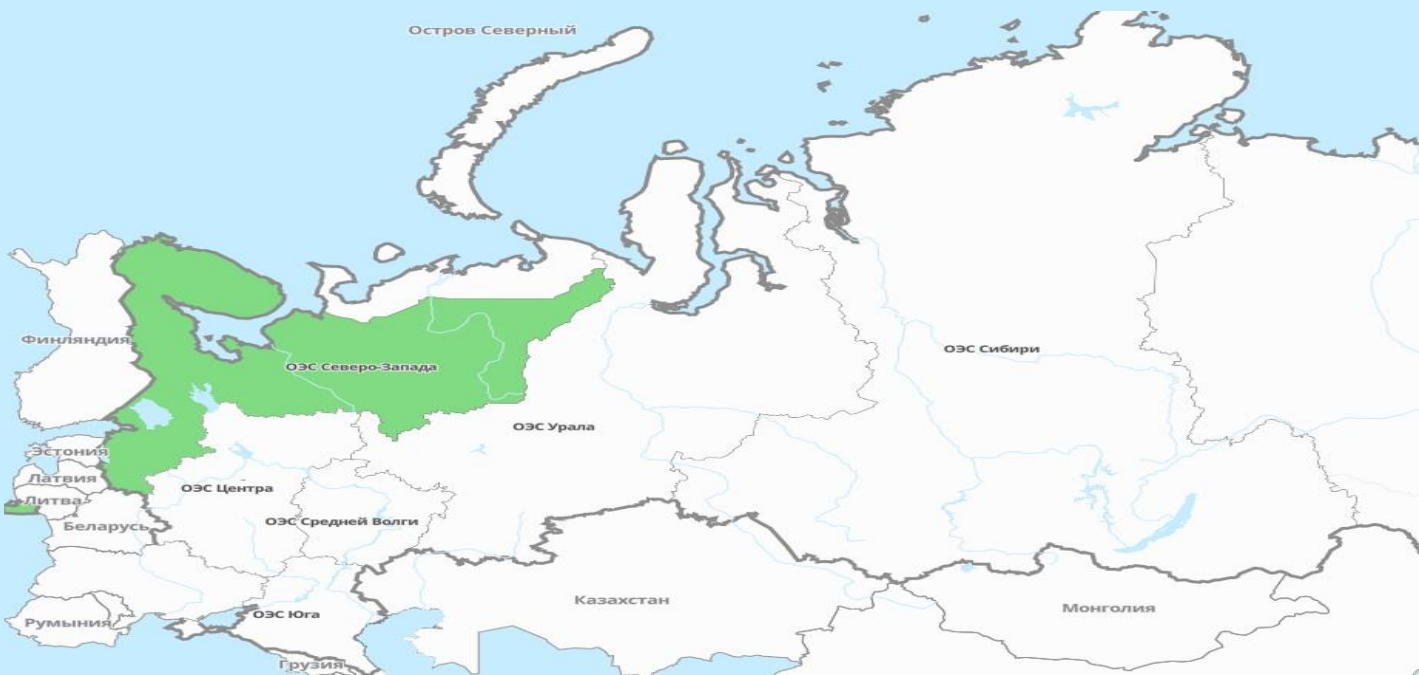 Остров Северный
Финляндия
ОЭС Сибири
ОЭС Северо-Запада
ОЭС Урала
Эстония
Латвия
ОЭС Центра
Литва
ОЭС Средней Волги
Беларусь
Казахстан
Монголия
ОЭС Юга
Румыния
Грузия